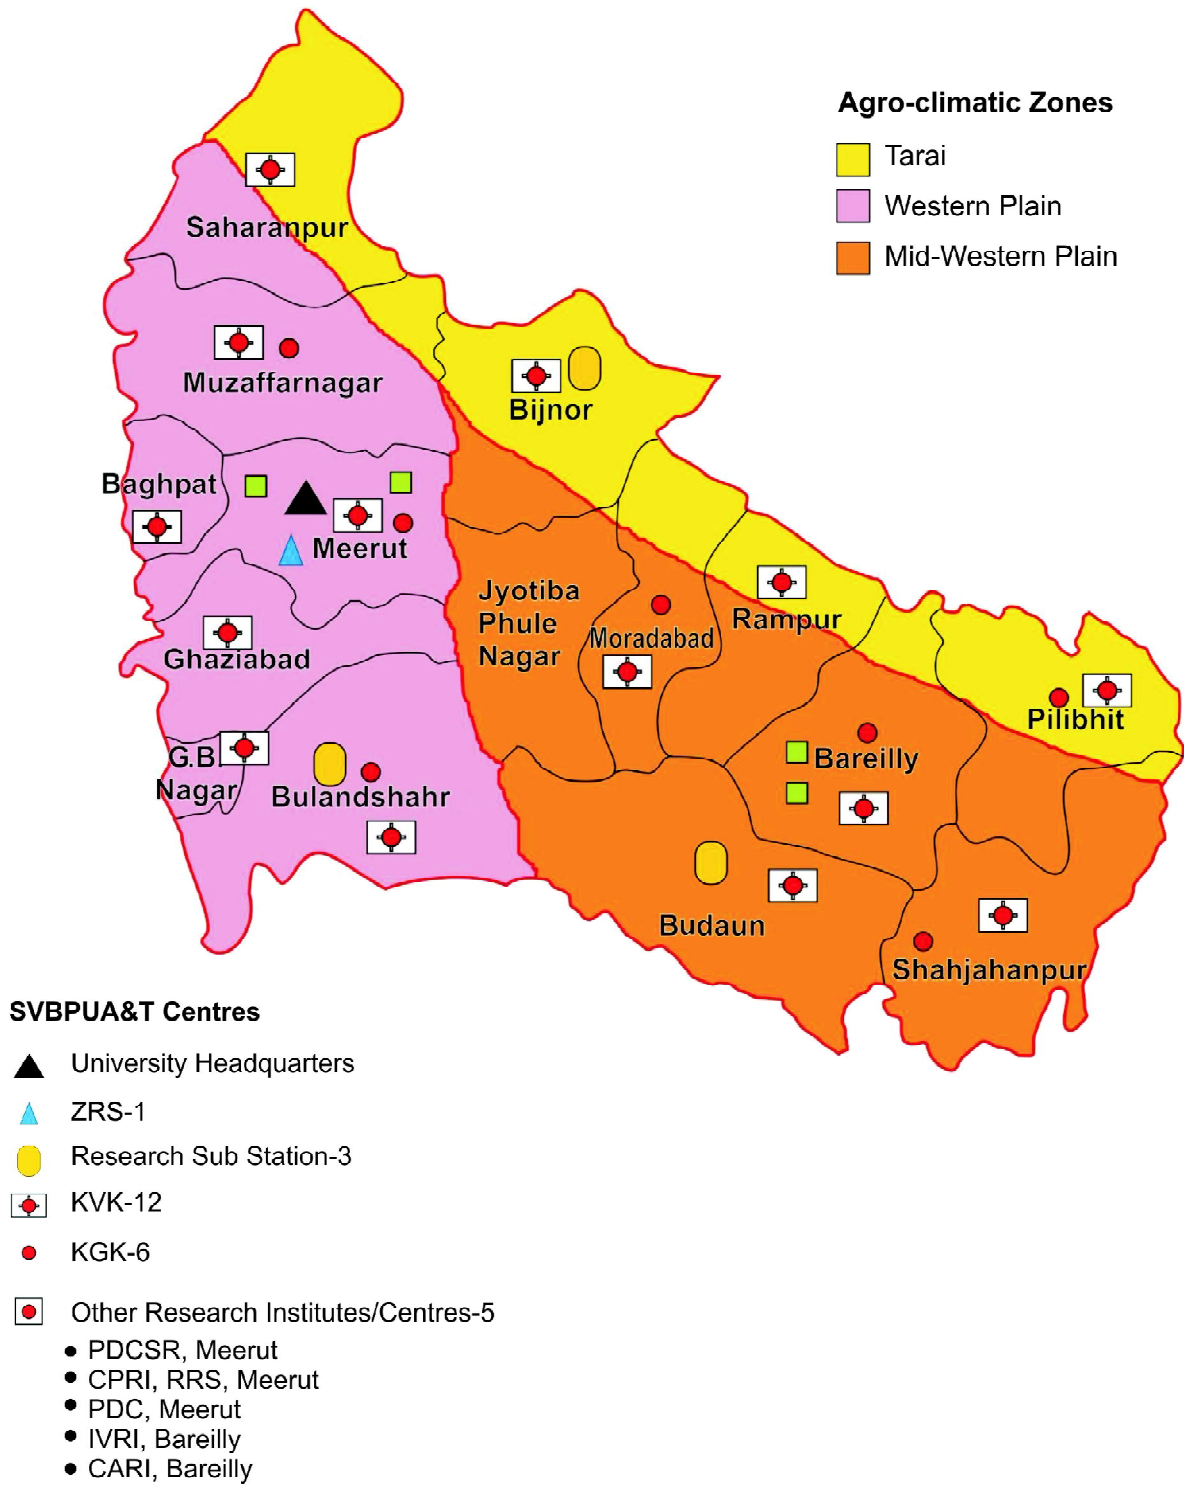 Agro-climatic Zones
Tarai
Western Plain
Mid-Western Plain
Saharanpur
Muzaffarnagar
Bijnor
Baghpat
Meerut
Jyotiba
Phule
Nagar
Moradabad
Rampur
Ghaziabad
Pilibhit
G.B.
Nagar
Bulandshahr
Bareilly
Budaun
Shahjahanpur
SVBPUA&T Centres
University Headquarters
ZRS-1
Research Sub Station-3
KVK-12
KGK-6
Other Research Institutes/Centres-5
• PDCSR, Meerut
• CPRI, RRS, Meerut
• PDC, Meerut
• IVRI, Bareilly
• CARI, Bareilly